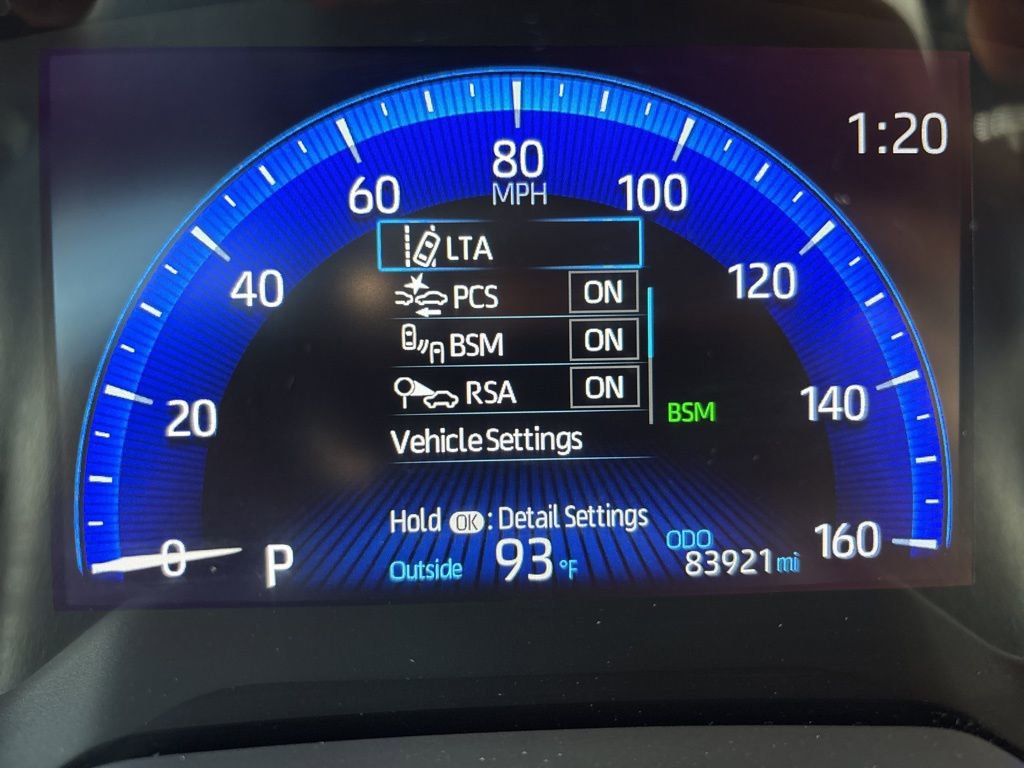 1:20
80
MPH
60
100
40
120
20
140
0
160
LTA
PCS ON
BSM ON
RSA ON
BSM
Vehicle Settings
Hold OK : Detail Settings
P
Outside 93 °F
ODO
83921 mi